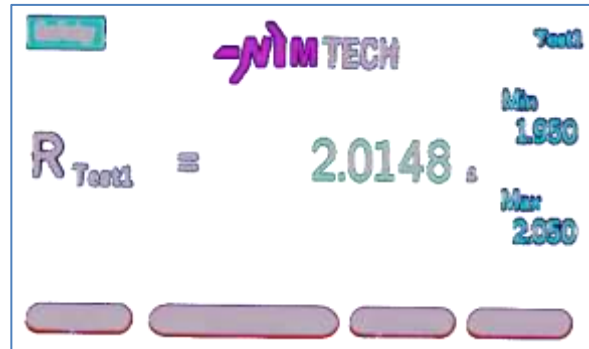 NIMTECH
Test1
Min
1.950
R Test1 = 2.0148
Max
2.050